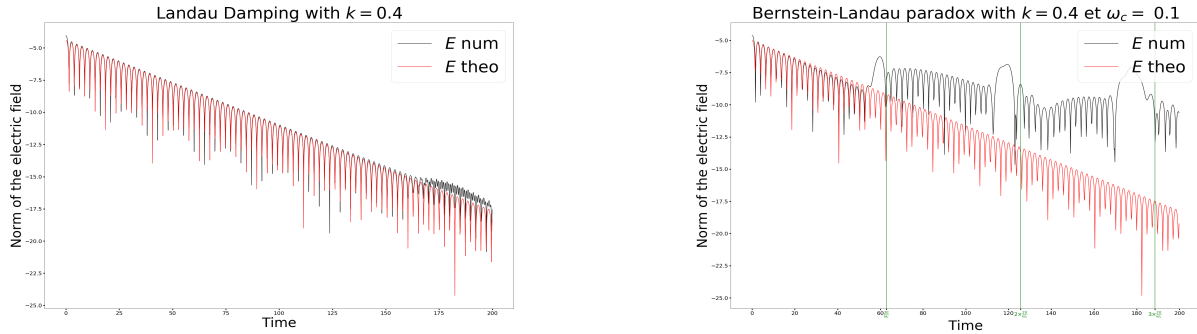 Landau Damping with k = 0.4
E num
E theo
Norm of the electric field
−5.0
−7.5
−10.0
−12.5
−15.0
−17.5
−20.0
−22.5
−25.0
0 25 50 75 100 125 150 175 200
Time
Bernstein-Landau paradox with k = 0.4 et ωc = 0.1
E num
E theo
Norm of the electric field
−5.0
−7.5
−10.0
−12.5
−15.0
−17.5
−20.0
−22.5
−25.0
0 20 40 60 80 100 120 140 160 180 200
Time